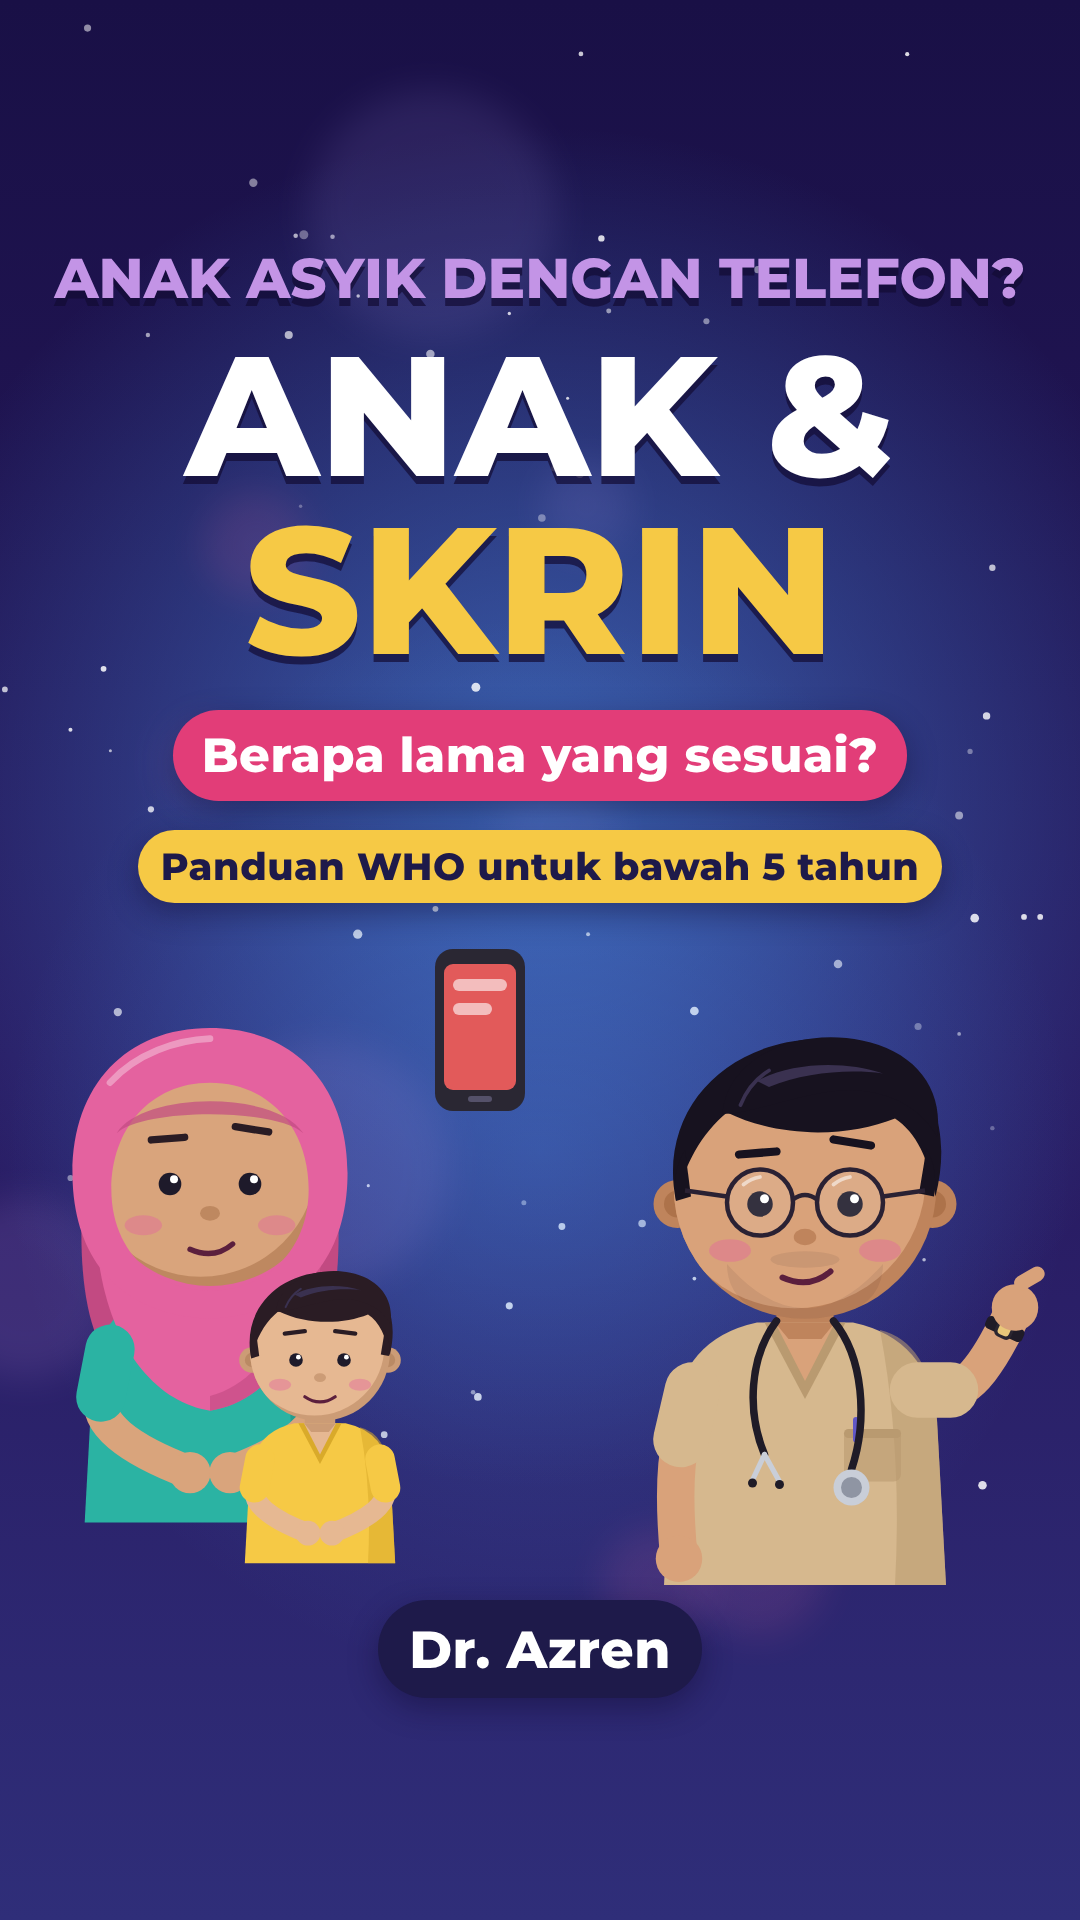 ANAK ASYIK DENGAN TELEFON?
ANAK &
SKRIN
Berapa lama yang sesuai?
Panduan WHO untuk bawah 5 tahun
Dr. Azren